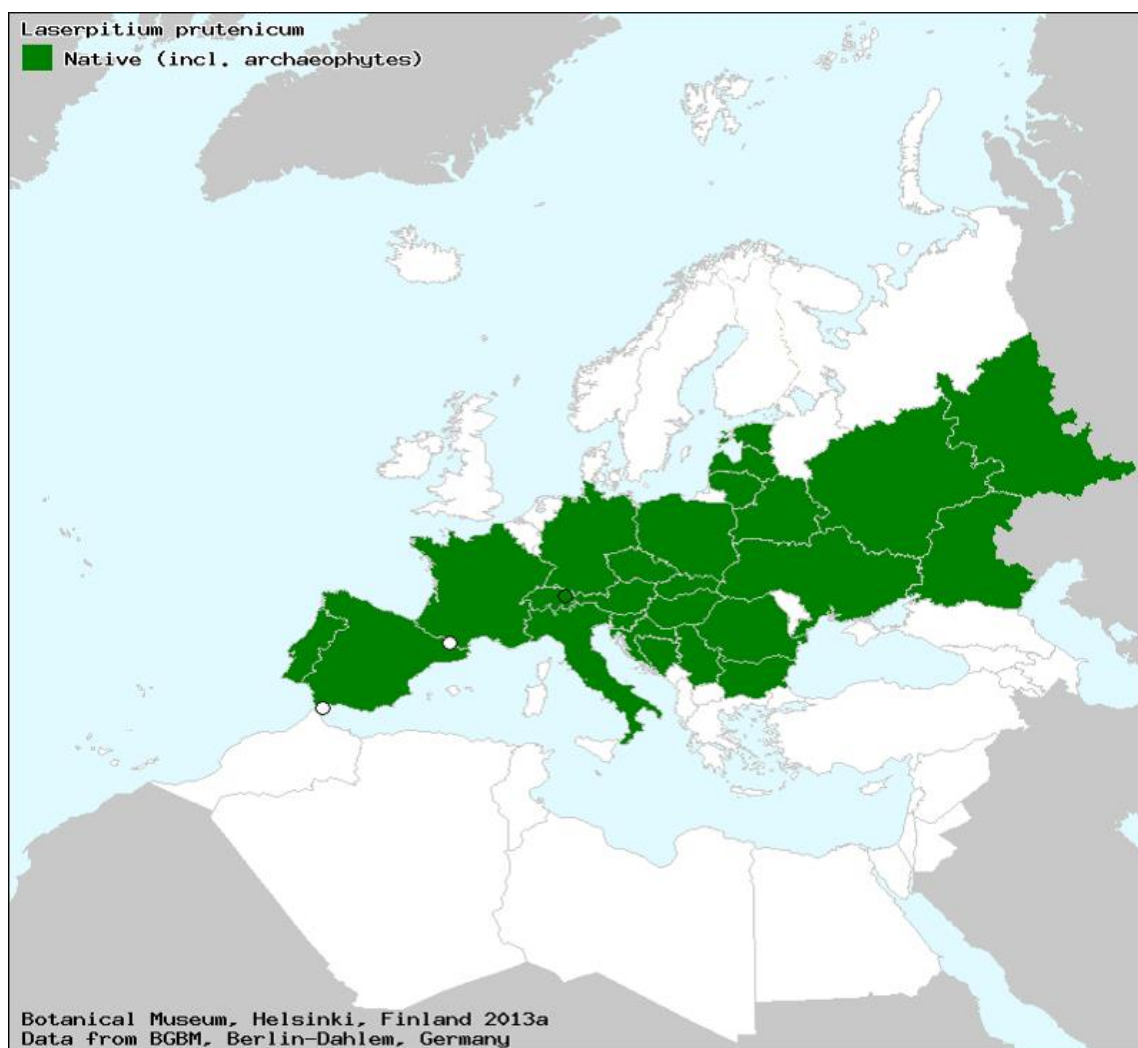 Laserpitium prutenicum
Native (incl. archaeophytes)
Botanical Museum, Helsinki, Finland 2013a
Data from BGBM, Berlin-Dahlem, Germany